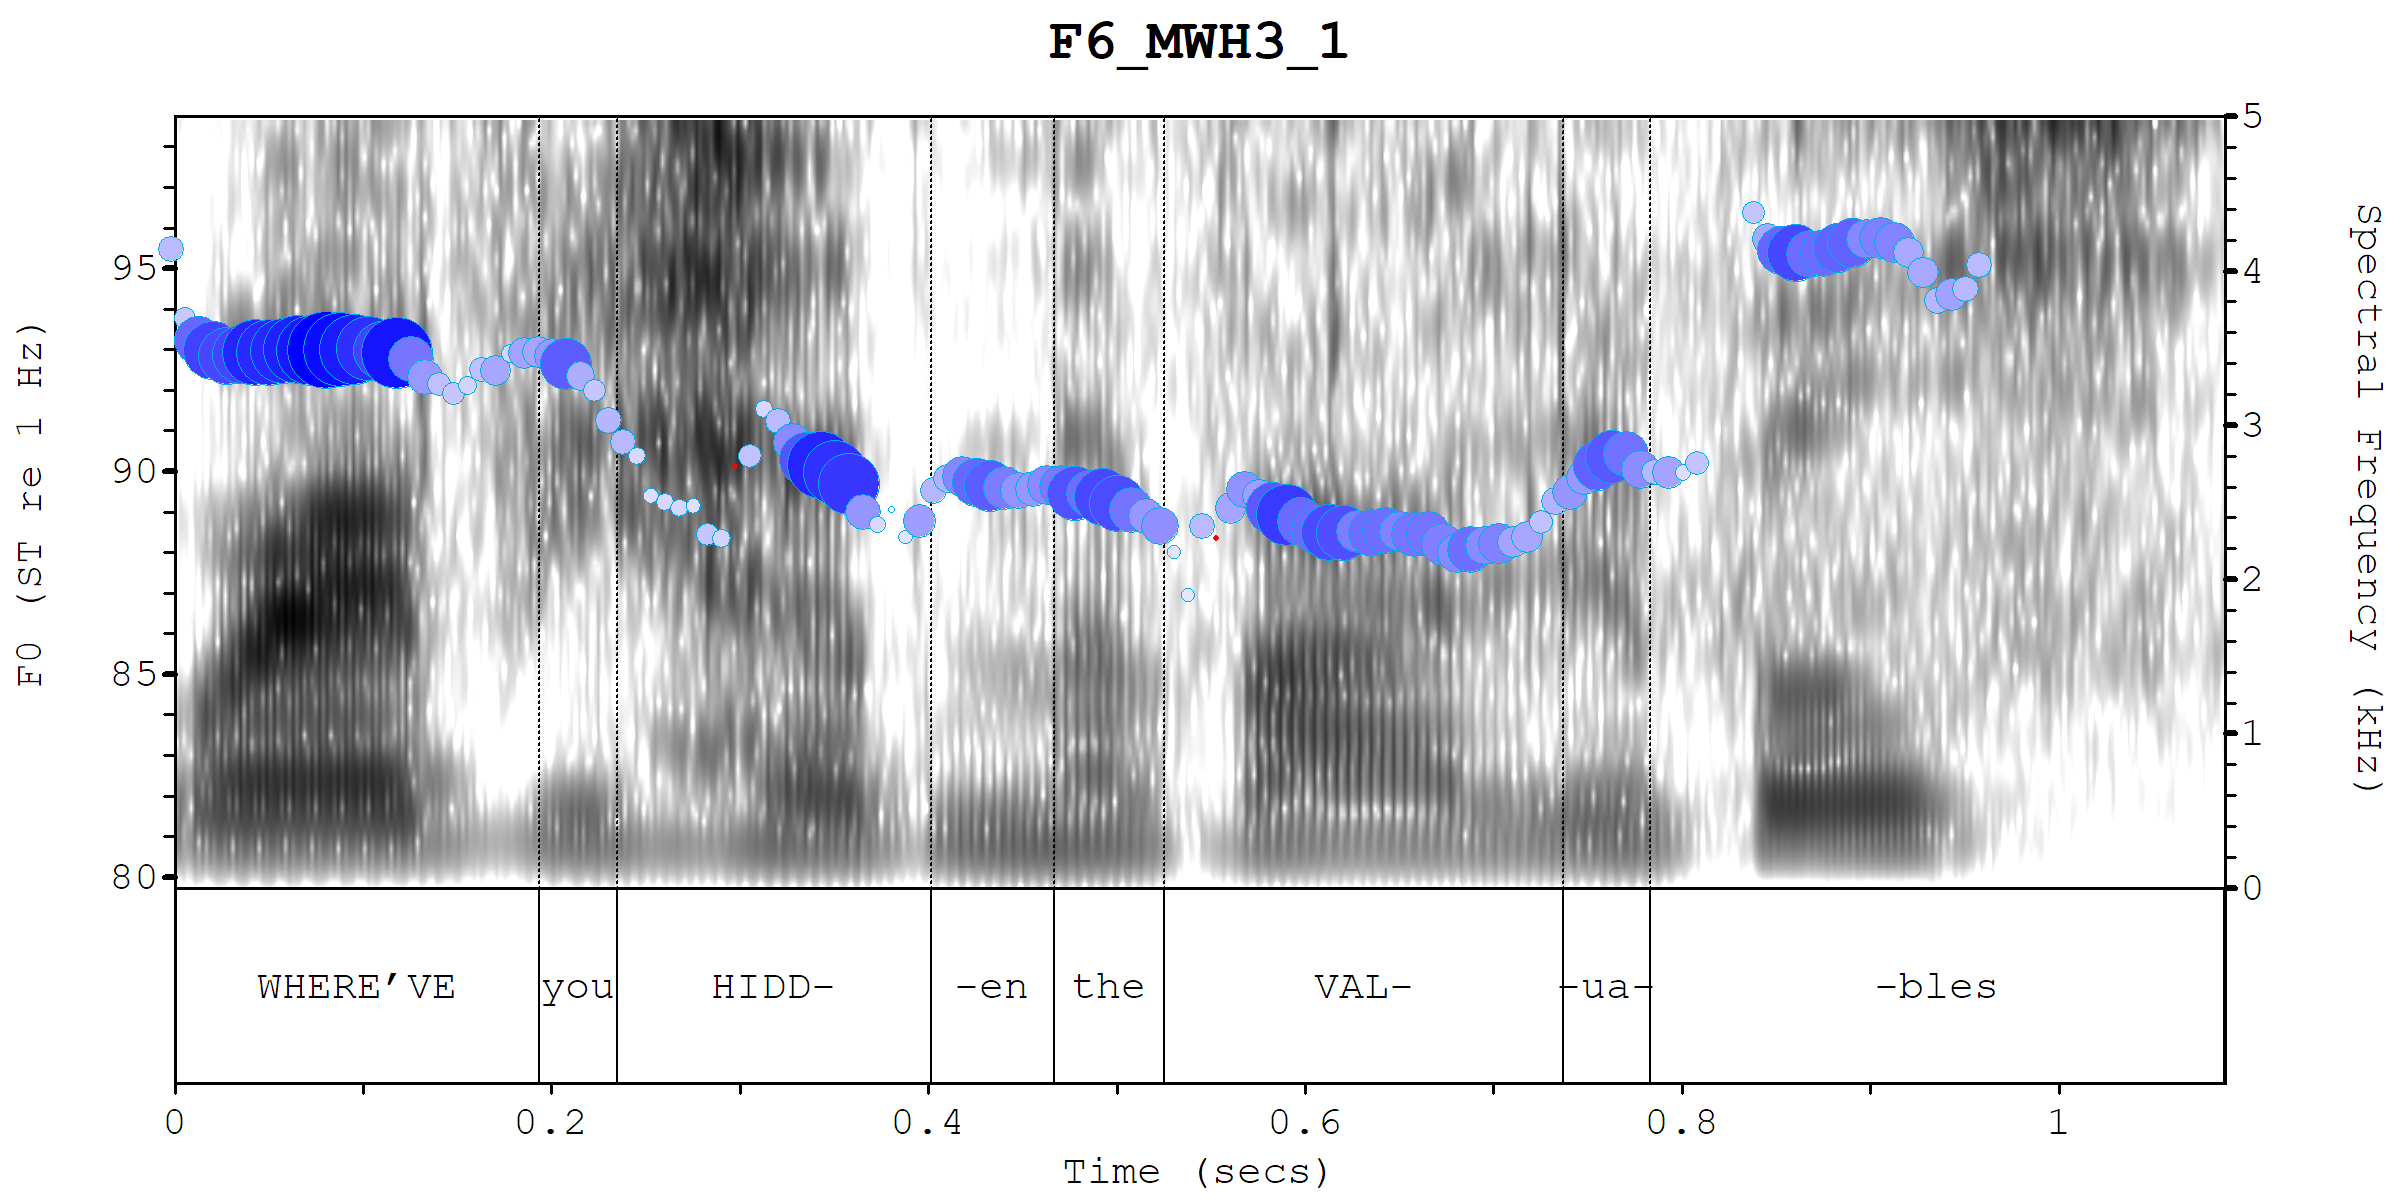 F6_MWH3_1
F0 (ST re 1 Hz)
95
90
85
80
5
4
3
2
1
0
Spectral Frequency (kHz)
WHERE'VE you HIDD- -en the VAL- -ua- -bles
0 0.2 0.4 0.6 0.8 1
Time (secs)